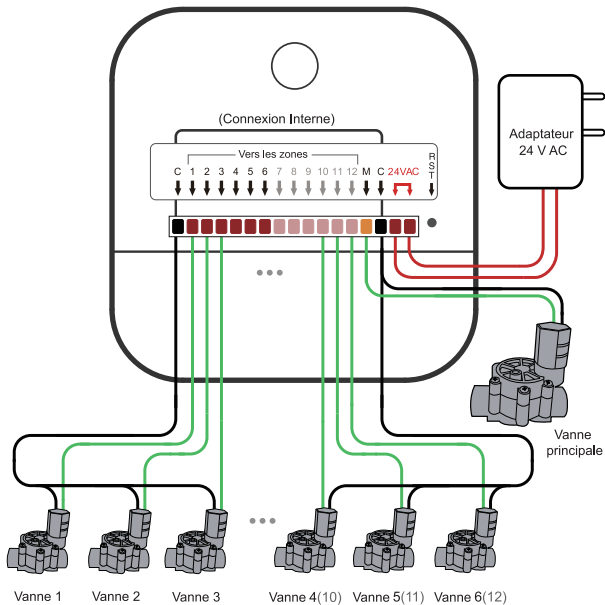 (Connexion Interne)
Vers les zones
C 1 2 3 4 5 6 7 8 9 10 11 12 M C 24VAC RST
Adaptateur
24 V AC
Vanne
principale
Vanne 1 Vanne 2 Vanne 3 Vanne 4(10) Vanne 5(11) Vanne 6(12)